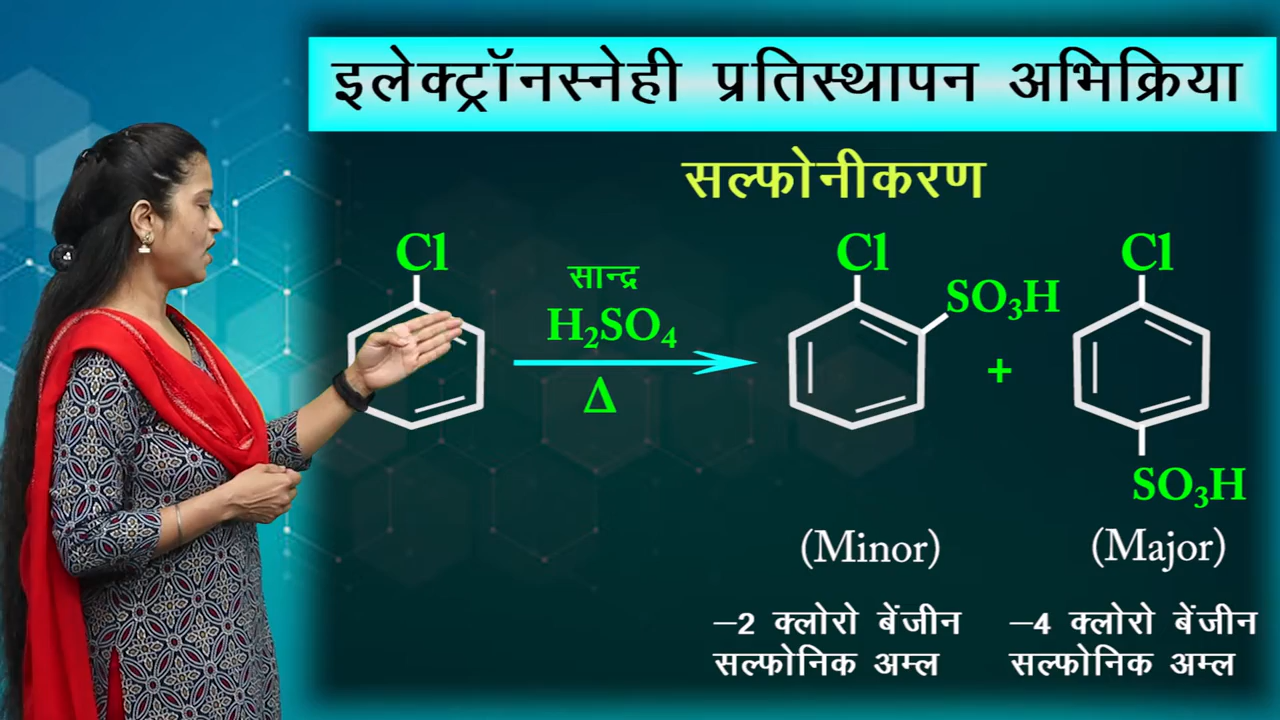 इलेक्ट्रॉनस्नेही प्रतिस्थापन अभिक्रिया
सल्फोनीकरण
Cl
सान्द्र
H₂SO₄
Δ
Cl
SO₃H
+
Cl
SO₃H
(Minor)
(Major)
–2 क्लोरो बेंजीन
सल्फोनिक अम्ल
–4 क्लोरो बेंजीन
सल्फोनिक अम्ल